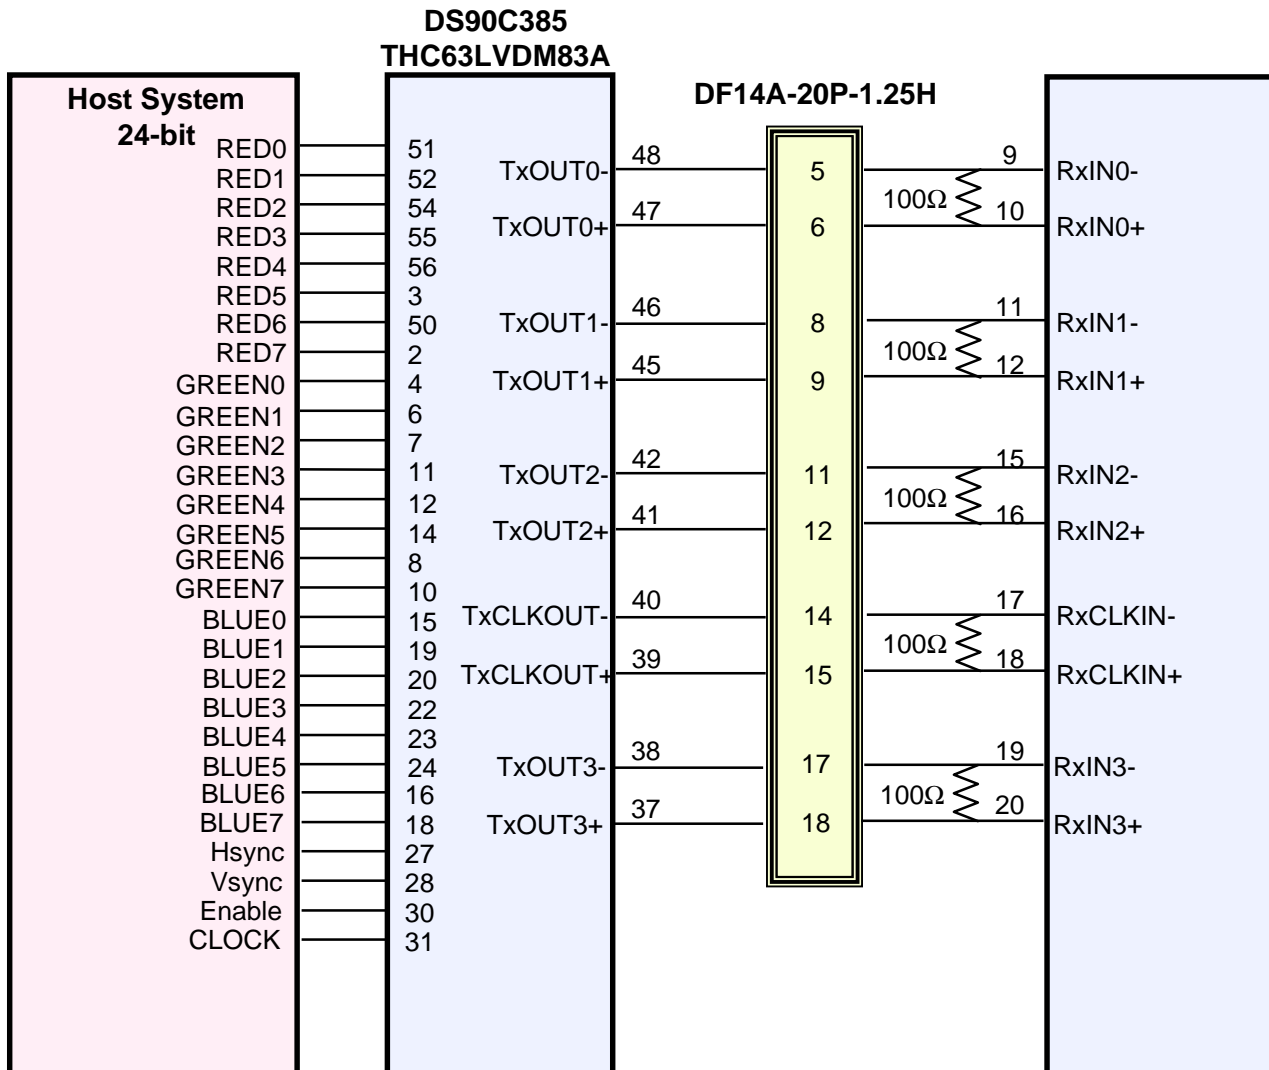 DS90C385
THC63LVDM83A
DF14A-20P-1.25H
Host System
24-bit
RED0 51
RED1 52
RED2 54
RED3 55
RED4 56
RED5 3
RED6 50
RED7 2
GREEN0 4
GREEN1 6
GREEN2 7
GREEN3 11
GREEN4 12
GREEN5 14
GREEN6 8
GREEN7 10
BLUE0 15
BLUE1 19
BLUE2 20
BLUE3 22
BLUE4 23
BLUE5 24
BLUE6 16
BLUE7 18
Hsync 27
Vsync 28
Enable 30
CLOCK 31
TxOUT0- 48 5 9 RxIN0-
100Ω
TxOUT0+ 47 6 10 RxIN0+
TxOUT1- 46 8 11 RxIN1-
100Ω
TxOUT1+ 45 9 12 RxIN1+
TxOUT2- 42 11 15 RxIN2-
100Ω
TxOUT2+ 41 12 16 RxIN2+
TxCLKOUT- 40 14 17 RxCLKIN-
100Ω
TxCLKOUT+ 39 15 18 RxCLKIN+
TxOUT3- 38 17 19 RxIN3-
100Ω
TxOUT3+ 37 18 20 RxIN3+